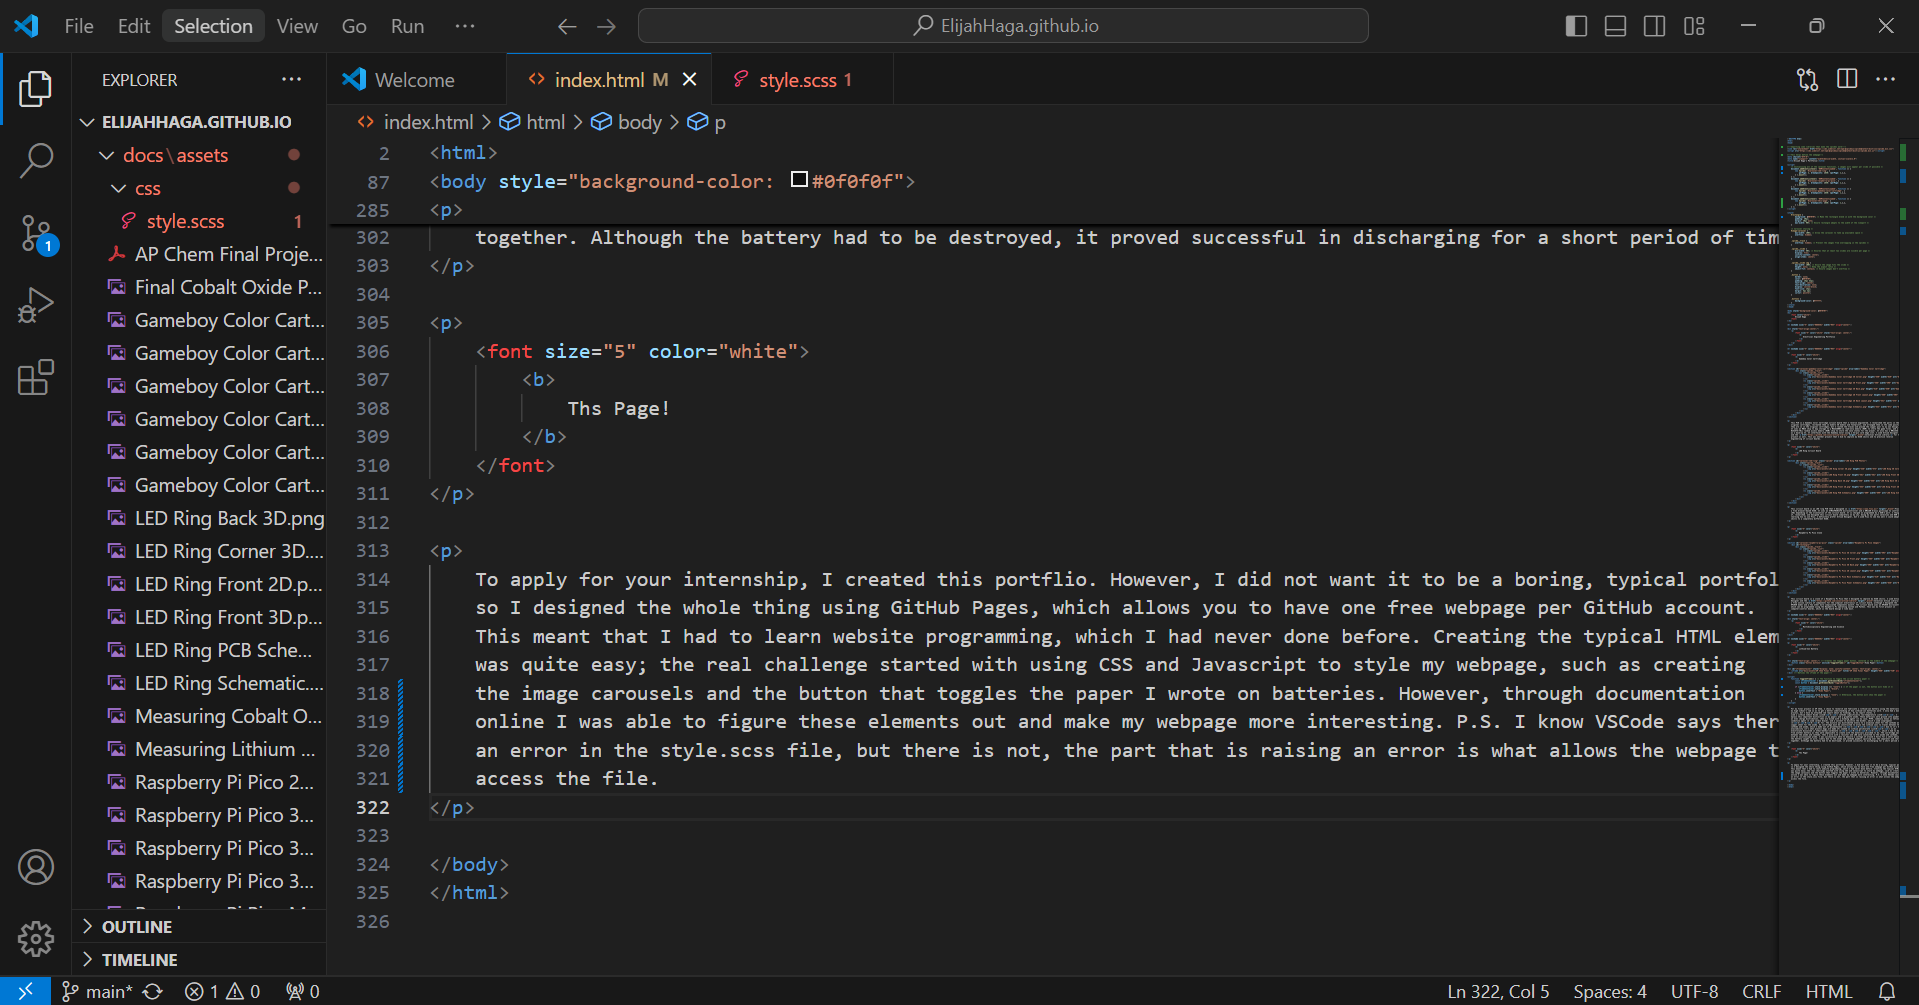 File Edit Selection View Go Run ··· ElijahHaga.github.io
EXPLORER ···
ELIJAHHAGA.GITHUB.IO
docs\assets
css
style.scss 1
AP Chem Final Proje...
Final Cobalt Oxide P...
Gameboy Color Cart...
Gameboy Color Cart...
Gameboy Color Cart...
Gameboy Color Cart...
Gameboy Color Cart...
Gameboy Color Cart...
LED Ring Back 3D.png
LED Ring Corner 3D....
LED Ring Front 2D.p...
LED Ring Front 3D.p...
LED Ring PCB Sche...
LED Ring Schematic....
Measuring Cobalt O...
Measuring Lithium ...
Raspberry Pi Pico 2...
Raspberry Pi Pico 3...
Raspberry Pi Pico 3...
Raspberry Pi Pico 3...
OUTLINE
TIMELINE
1
Welcome index.html M style.scss 1
index.html > html > body > p
2 <html>
87 <body style="background-color: #0f0f0f">
285 <p>
302 together. Although the battery had to be destroyed, it proved successful in discharging for a short period of tim
303 </p>
304
305 <p>
306 <font size="5" color="white">
307 <b>
308 Ths Page!
309 </b>
310 </font>
311 </p>
312
313 <p>
314 To apply for your internship, I created this portflio. However, I did not want it to be a boring, typical portfol
315 so I designed the whole thing using GitHub Pages, which allows you to have one free webpage per GitHub account.
316 This meant that I had to learn website programming, which I had never done before. Creating the typical HTML elem
317 was quite easy; the real challenge started with using CSS and Javascript to style my webpage, such as creating
318 the image carousels and the button that toggles the paper I wrote on batteries. However, through documentation
319 online I was able to figure these elements out and make my webpage more interesting. P.S. I know VSCode says ther
320 an error in the style.scss file, but there is not, the part that is raising an error is what allows the webpage t
321 access the file.
322 </p>
323
324 </body>
325 </html>
326
main* 1 0 0 Ln 322, Col 5 Spaces: 4 UTF-8 CRLF HTML